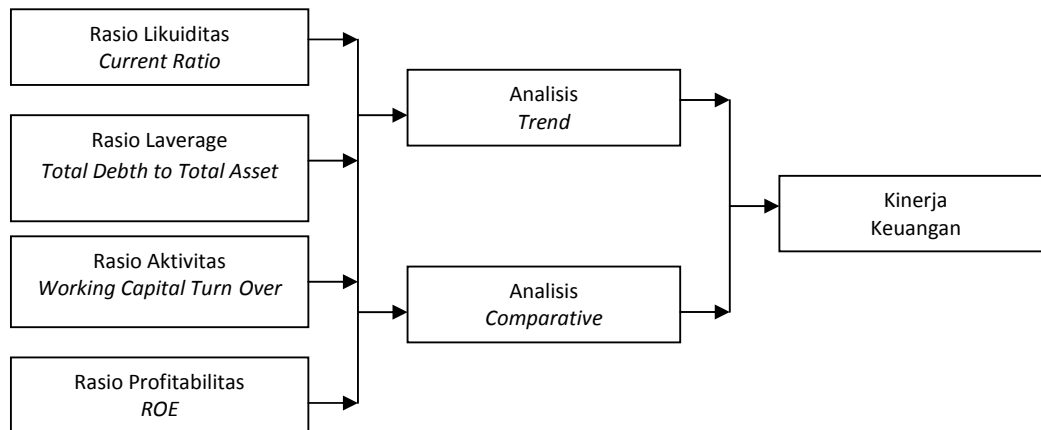 Rasio Likuiditas
Current Ratio
Rasio Laverage
Total Debth to Total Asset
Rasio Aktivitas
Working Capital Turn Over
Rasio Profitabilitas
ROE
Analisis
Trend
Analisis
Comparative
Kinerja
Keuangan